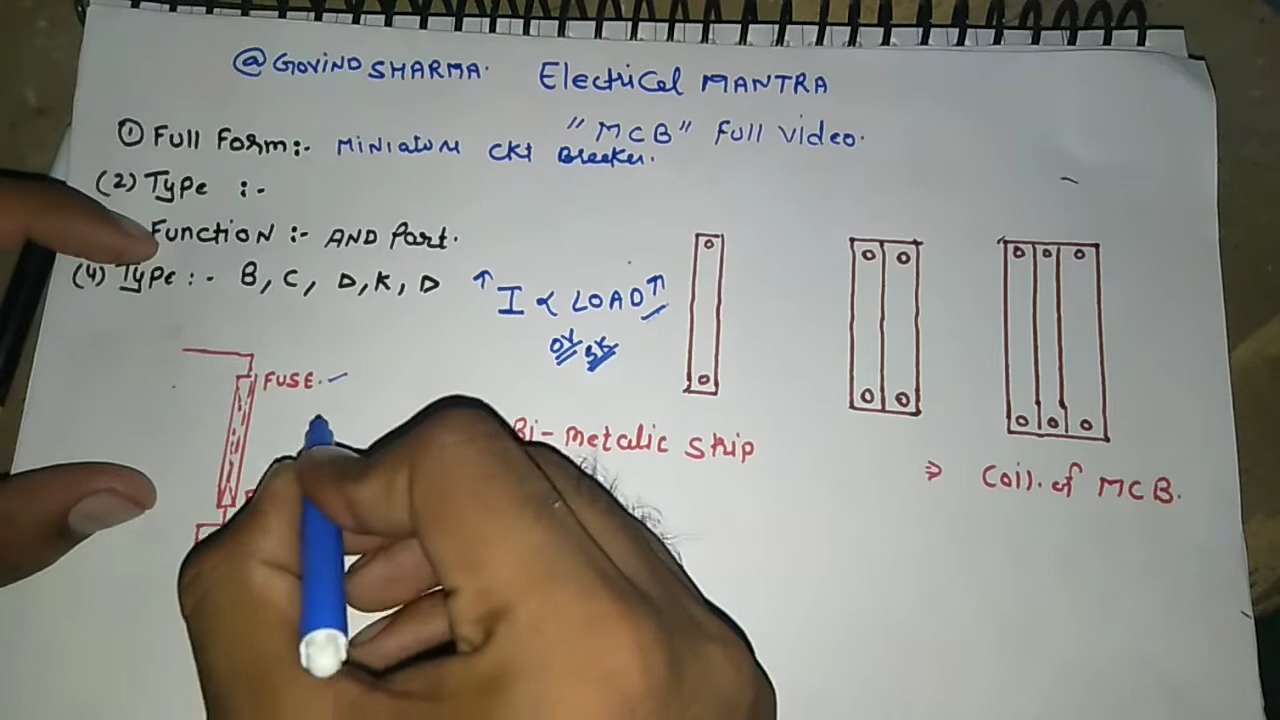 @GOVIND SHARMA. Electrical MANTRA
"MCB" Full Video.
① Full Form:- Miniature Ckt Breeker.
(2) Type :-
Function :- AND Part.
(4) Type:- B, C, D, K, D
↑ I ∝ LOAD ↑
FUSE.
Bi-metalic Strip
⇒ Coil. of MCB.